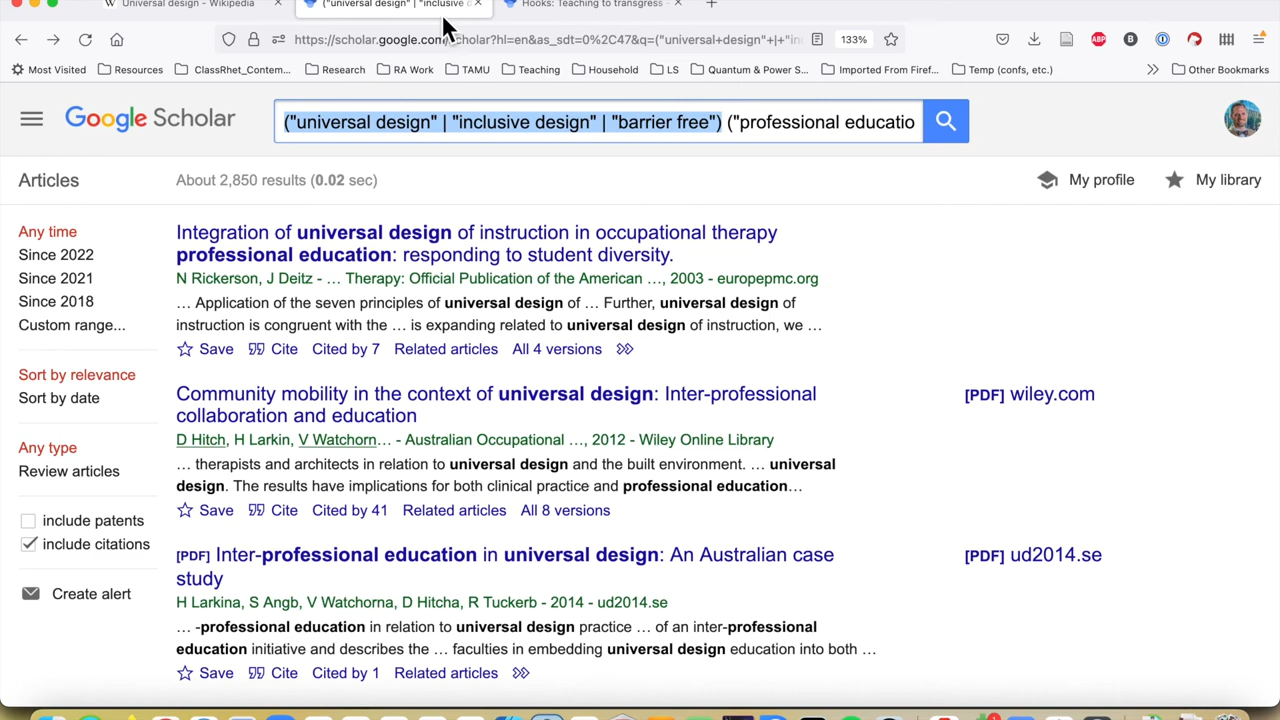 Universal design - Wikipedia
("universal design" | "inclusive d
Hooks: Teaching to transgress -
https://scholar.google.com/scholar?hl=en&as_sdt=0%2C47&q=("universal+design"+|+"in
133%
Most Visited
Resources
ClassRhet_Contem...
Research
RA Work
TAMU
Teaching
Household
LS
Quantum & Power S...
Imported From Firef...
Temp (confs, etc.)
Other Bookmarks
Google Scholar
("universal design" | "inclusive design" | "barrier free") ("professional educatio
Articles
About 2,850 results (0.02 sec)
My profile
My library
Any time
Since 2022
Since 2021
Since 2018
Custom range...
Sort by relevance
Sort by date
Any type
Review articles
include patents
include citations
Create alert
Integration of universal design of instruction in occupational therapy
professional education: responding to student diversity.
N Rickerson, J Deitz - … Therapy: Official Publication of the American …, 2003 - europepmc.org
… Application of the seven principles of universal design of … Further, universal design of
instruction is congruent with the … is expanding related to universal design of instruction, we …
Save Cite Cited by 7 Related articles All 4 versions
Community mobility in the context of universal design: Inter-professional
collaboration and education
[PDF] wiley.com
D Hitch, H Larkin, V Watchorn… - Australian Occupational …, 2012 - Wiley Online Library
… therapists and architects in relation to universal design and the built environment. … universal
design. The results have implications for both clinical practice and professional education…
Save Cite Cited by 41 Related articles All 8 versions
[PDF] Inter-professional education in universal design: An Australian case
study
[PDF] ud2014.se
H Larkina, S Angb, V Watchorna, D Hitcha, R Tuckerb - 2014 - ud2014.se
… -professional education in relation to universal design practice … of an inter-professional
education initiative and describes the … faculties in embedding universal design education into both …
Save Cite Cited by 1 Related articles